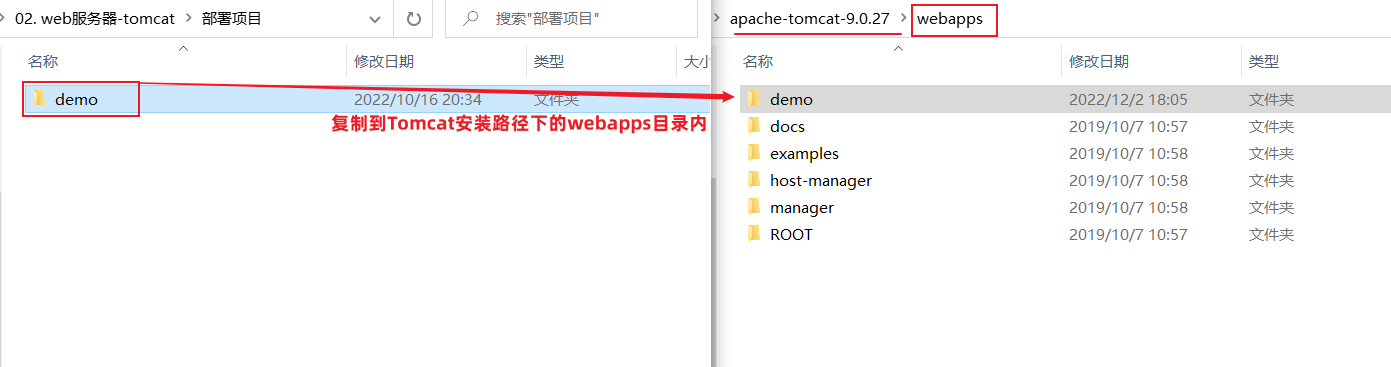 02. web服务器-tomcat > 部署项目
搜索"部署项目"
名称 修改日期 类型 大小
demo 2022/10/16 20:34 文件夹
复制到Tomcat安装路径下的webapps目录内
apache-tomcat-9.0.27 > webapps
名称 修改日期 类型
demo 2022/12/2 18:05 文件夹
docs 2019/10/7 10:57 文件夹
examples 2019/10/7 10:58 文件夹
host-manager 2019/10/7 10:58 文件夹
manager 2019/10/7 10:58 文件夹
ROOT 2019/10/7 10:57 文件夹